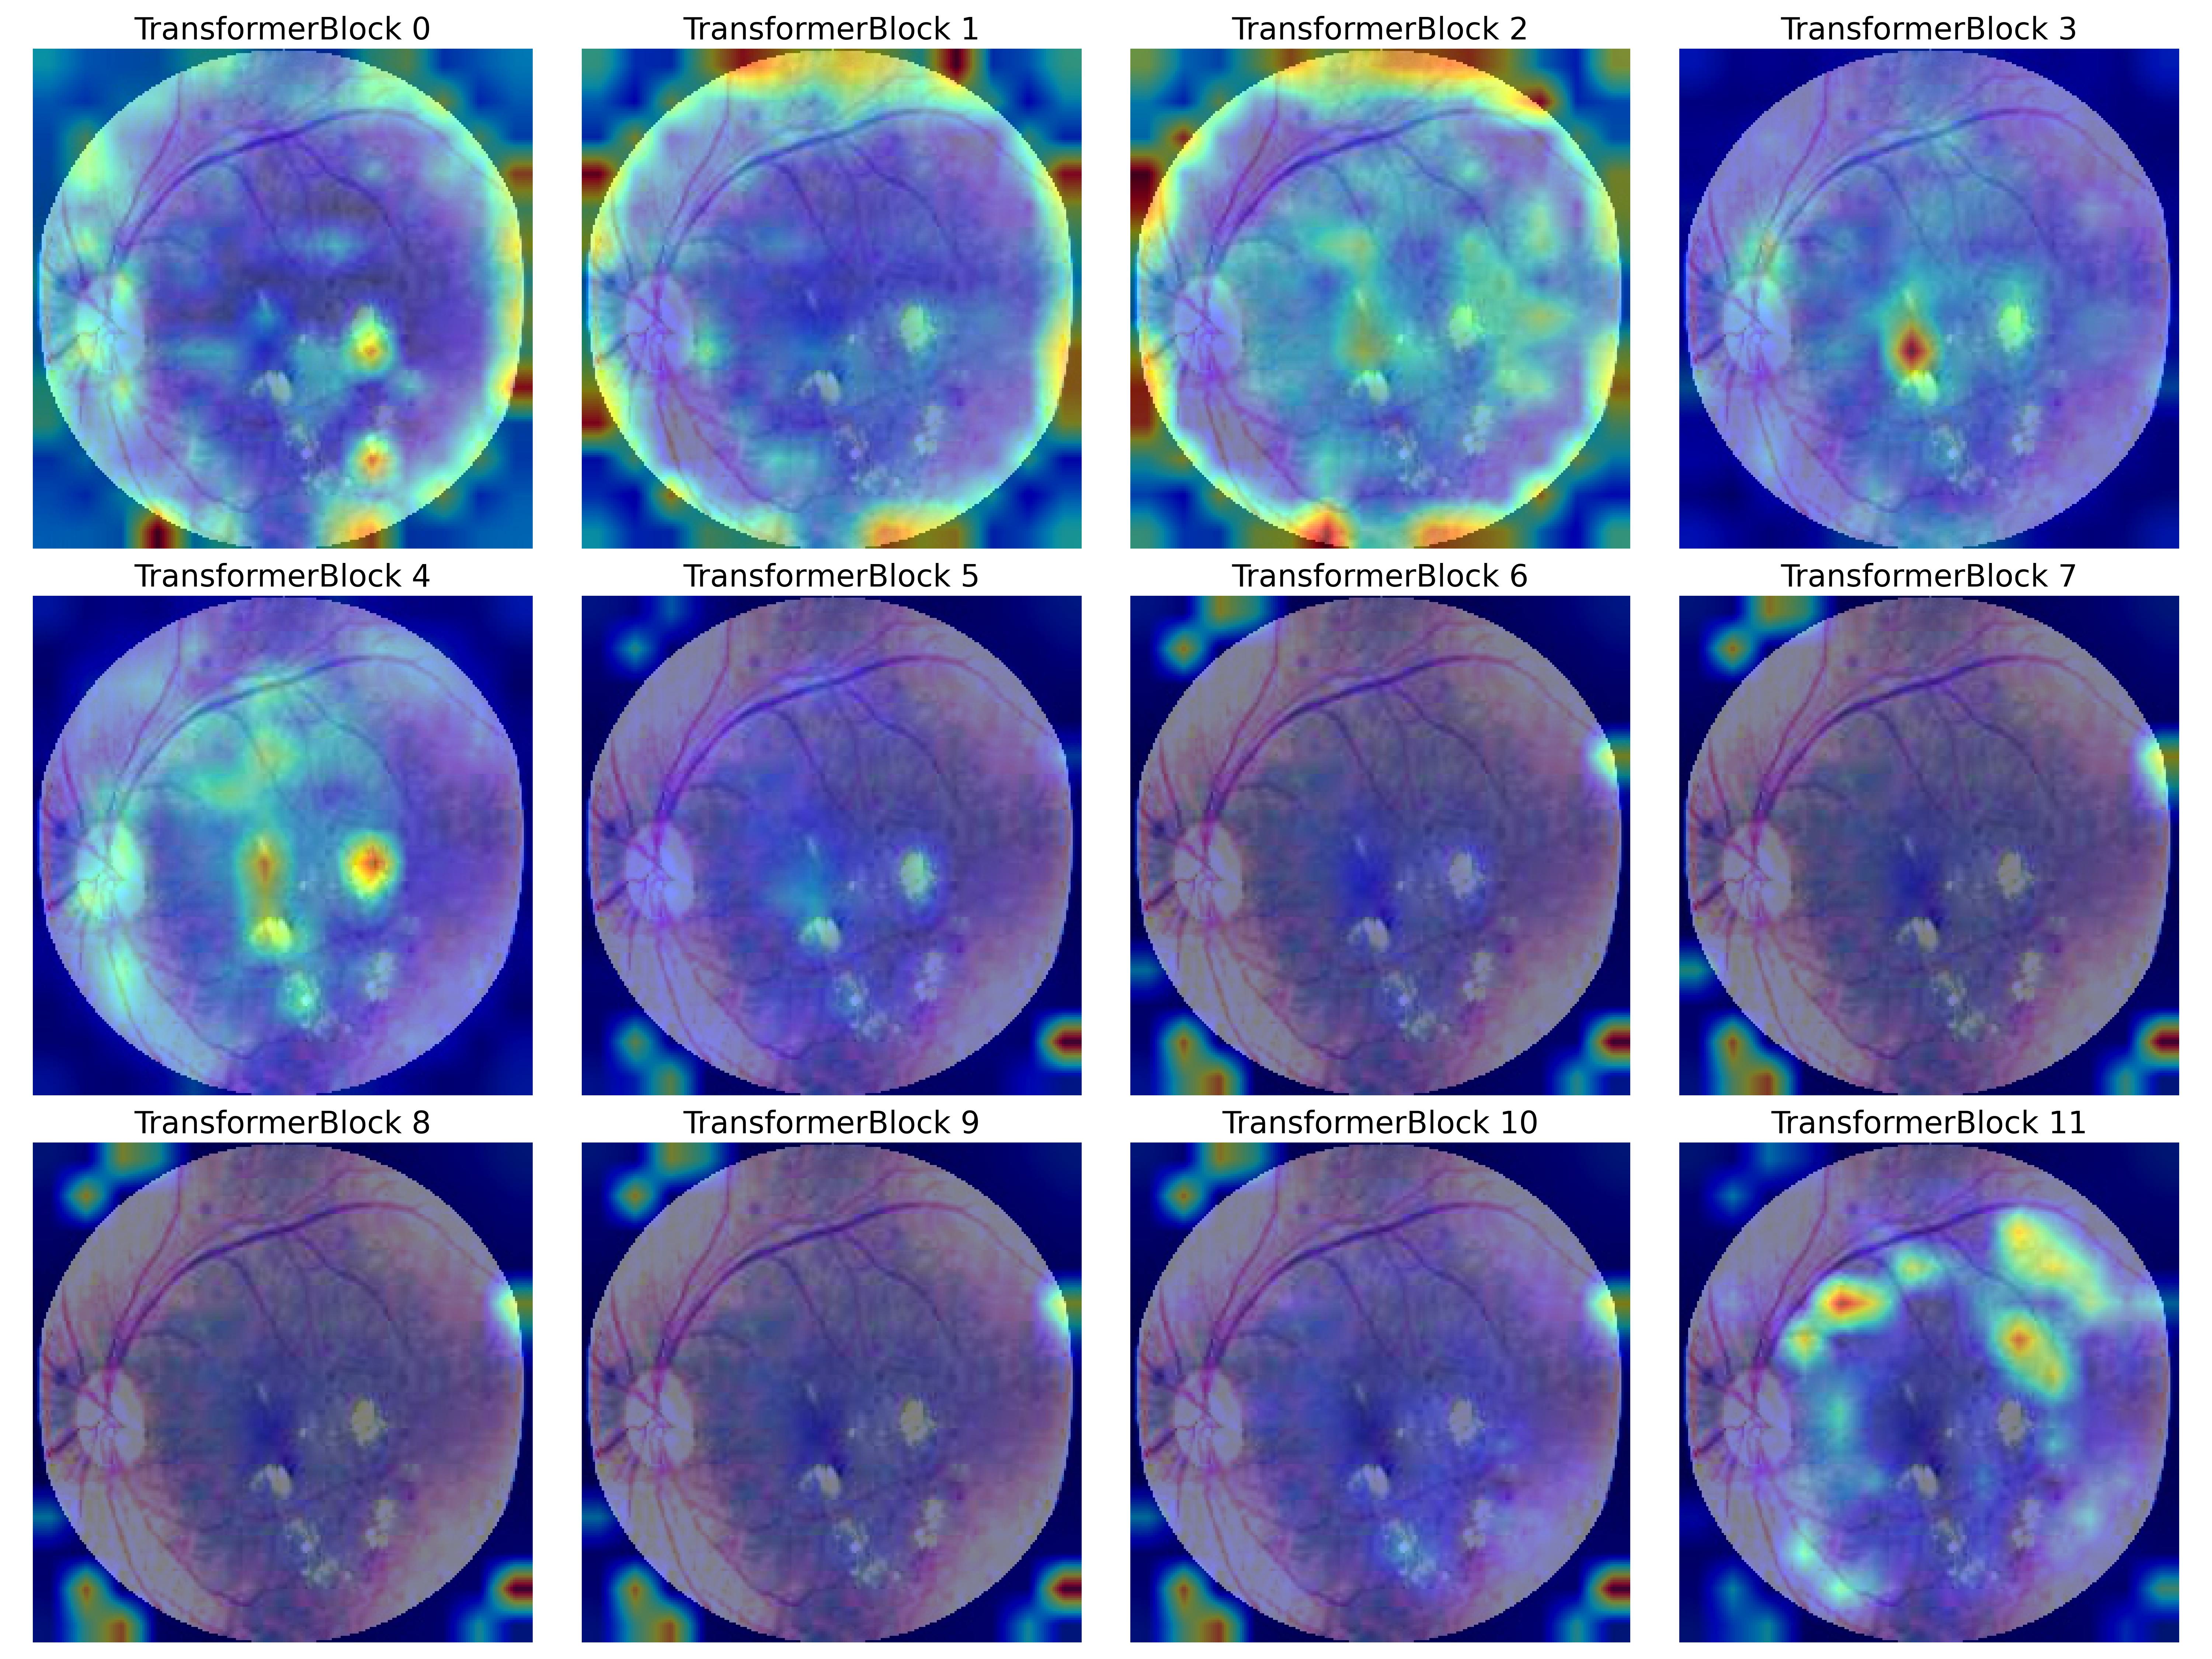 TransformerBlock 0
TransformerBlock 1
TransformerBlock 2
TransformerBlock 3
TransformerBlock 4
TransformerBlock 5
TransformerBlock 6
TransformerBlock 7
TransformerBlock 8
TransformerBlock 9
TransformerBlock 10
TransformerBlock 11